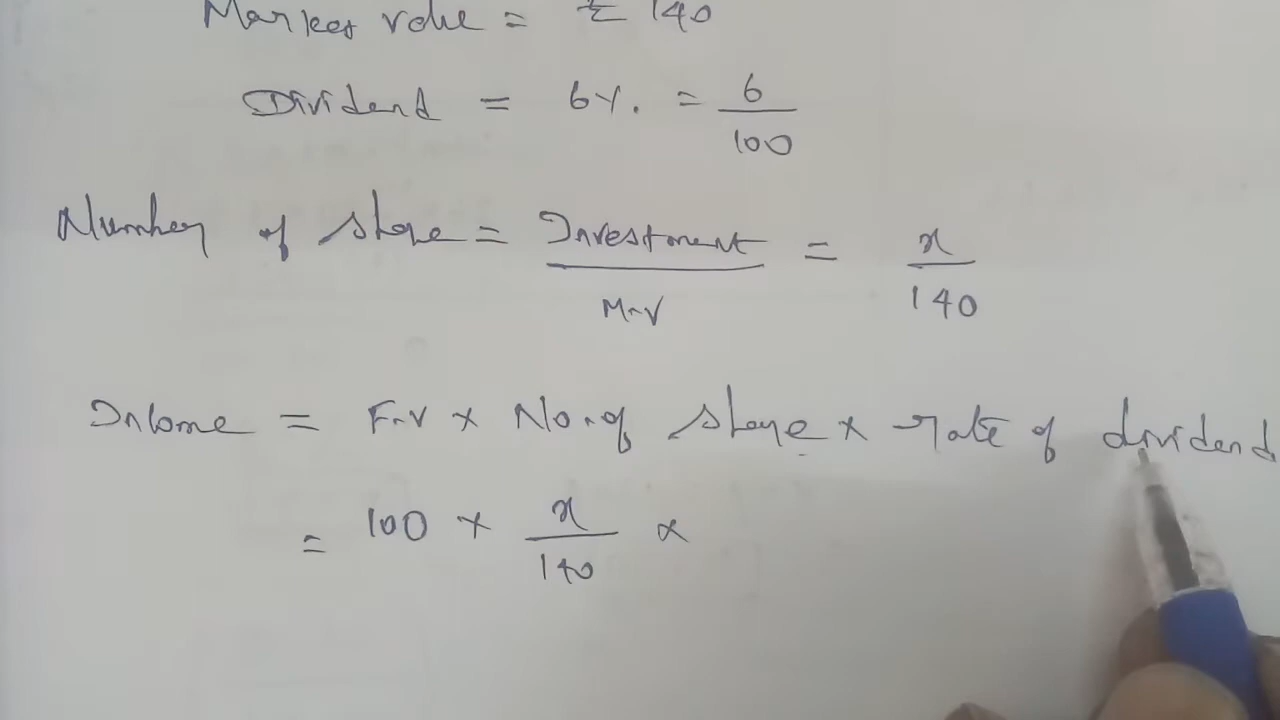 Market value = ₹ 140
Dividend = 6%. = 6/100
Number of share = Investment/M.V = x/140
Income = F.V × No. of share × rate of dividend
= 100 × x/140 ×